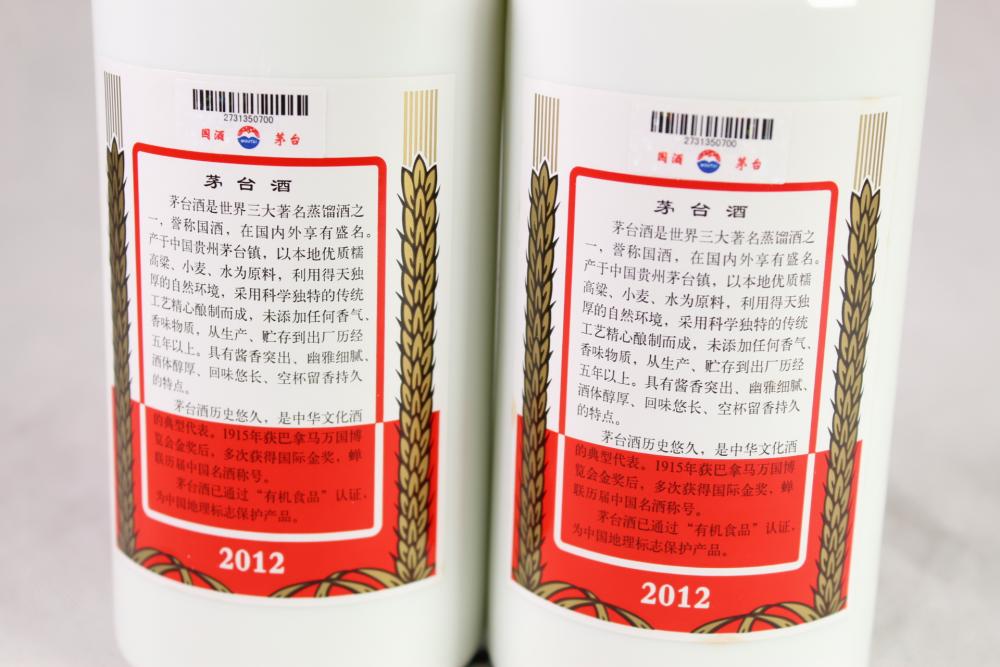 2731350700
国酒 MOUTAI 茅台
茅台酒
茅台酒是世界三大著名蒸馏酒之
一，誉称国酒，在国内外享有盛名。
产于中国贵州茅台镇，以本地优质糯
高粱、小麦、水为原料，利用得天独
厚的自然环境，采用科学独特的传统
工艺精心酿制而成，未添加任何香气、
香味物质，从生产、贮存到出厂历经
五年以上。具有酱香突出、幽雅细腻、
酒体醇厚、回味悠长、空杯留香持久
的特点。
茅台酒历史悠久，是中华文化酒
的典型代表。1915年获巴拿马万国博
览会金奖后，多次获得国际金奖，蝉
联历届中国名酒称号。
茅台酒已通过“有机食品”认证，
为中国地理标志保护产品。
2012
2731350700
国酒 MOUTAI 茅台
茅台酒
茅台酒是世界三大著名蒸馏酒之
一，誉称国酒，在国内外享有盛名。
产于中国贵州茅台镇，以本地优质糯
高粱、小麦、水为原料，利用得天独
厚的自然环境，采用科学独特的传统
工艺精心酿制而成，未添加任何香气、
香味物质，从生产、贮存到出厂历经
五年以上。具有酱香突出、幽雅细腻、
酒体醇厚、回味悠长、空杯留香持久
的特点。
茅台酒历史悠久，是中华文化酒
的典型代表。1915年获巴拿马万国博
览会金奖后，多次获得国际金奖，蝉
联历届中国名酒称号。
茅台酒已通过“有机食品”认证，
为中国地理标志保护产品。
2012